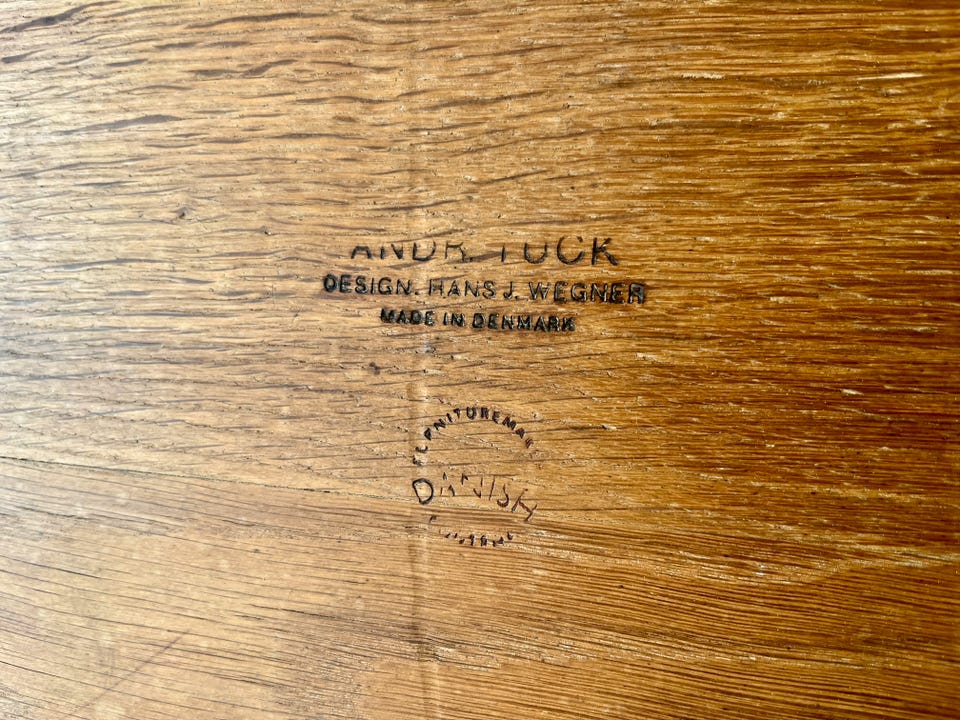 ANDR. TUCK
DESIGN. HANS J. WEGNER
MADE IN DENMARK
DANISH